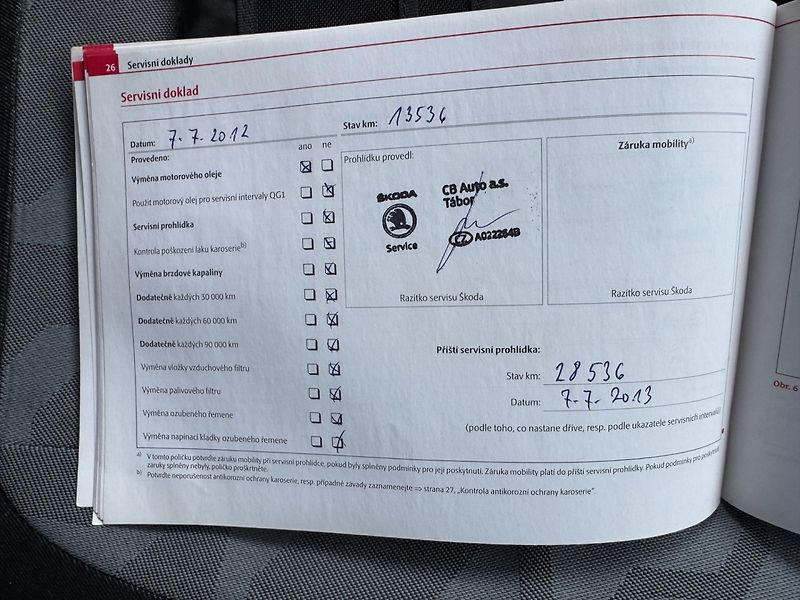 26 Servisní doklady
Servisní doklad
Datum: 7.7.2012
Stav km: 13536
Provedeno:
ano ne
Výměna motorového oleje
Použit motorový olej pro servisní intervaly QG1
Servisní prohlídka
Kontrola poškození laku karoserieb)
Výměna brzdové kapaliny
Dodatečně každých 30 000 km
Dodatečně každých 60 000 km
Dodatečně každých 90 000 km
Výměna vložky vzduchového filtru
Výměna palivového filtru
Výměna ozubeného řemene
Výměna napínací kladky ozubeného řemene
Prohlídku provedl:
ŠKODA
Service
CB Auto a.s.
Tábor
CZ A022264B
Razítko servisu Škoda
Záruka mobilitya)
Razítko servisu Škoda
Příští servisní prohlídka:
Stav km: 28536
Datum: 7.7.2013
(podle toho, co nastane dříve, resp. podle ukazatele servisních intervalů)
a) V tomto políčku potvrďte záruku mobility při servisní prohlídce, pokud byly splněny podmínky pro její poskytnutí. Záruka mobility platí do příští servisní prohlídky. Pokud podmínky pro poskytnutí
záruky splněny nebyly, políčko proškrtněte.
b) Potvrďte neporušenost antikorozní ochrany karoserie, resp. případné závady zaznamenejte ⇒ strana 27, „Kontrola antikorozní ochrany karoserie“.
Obr. 6